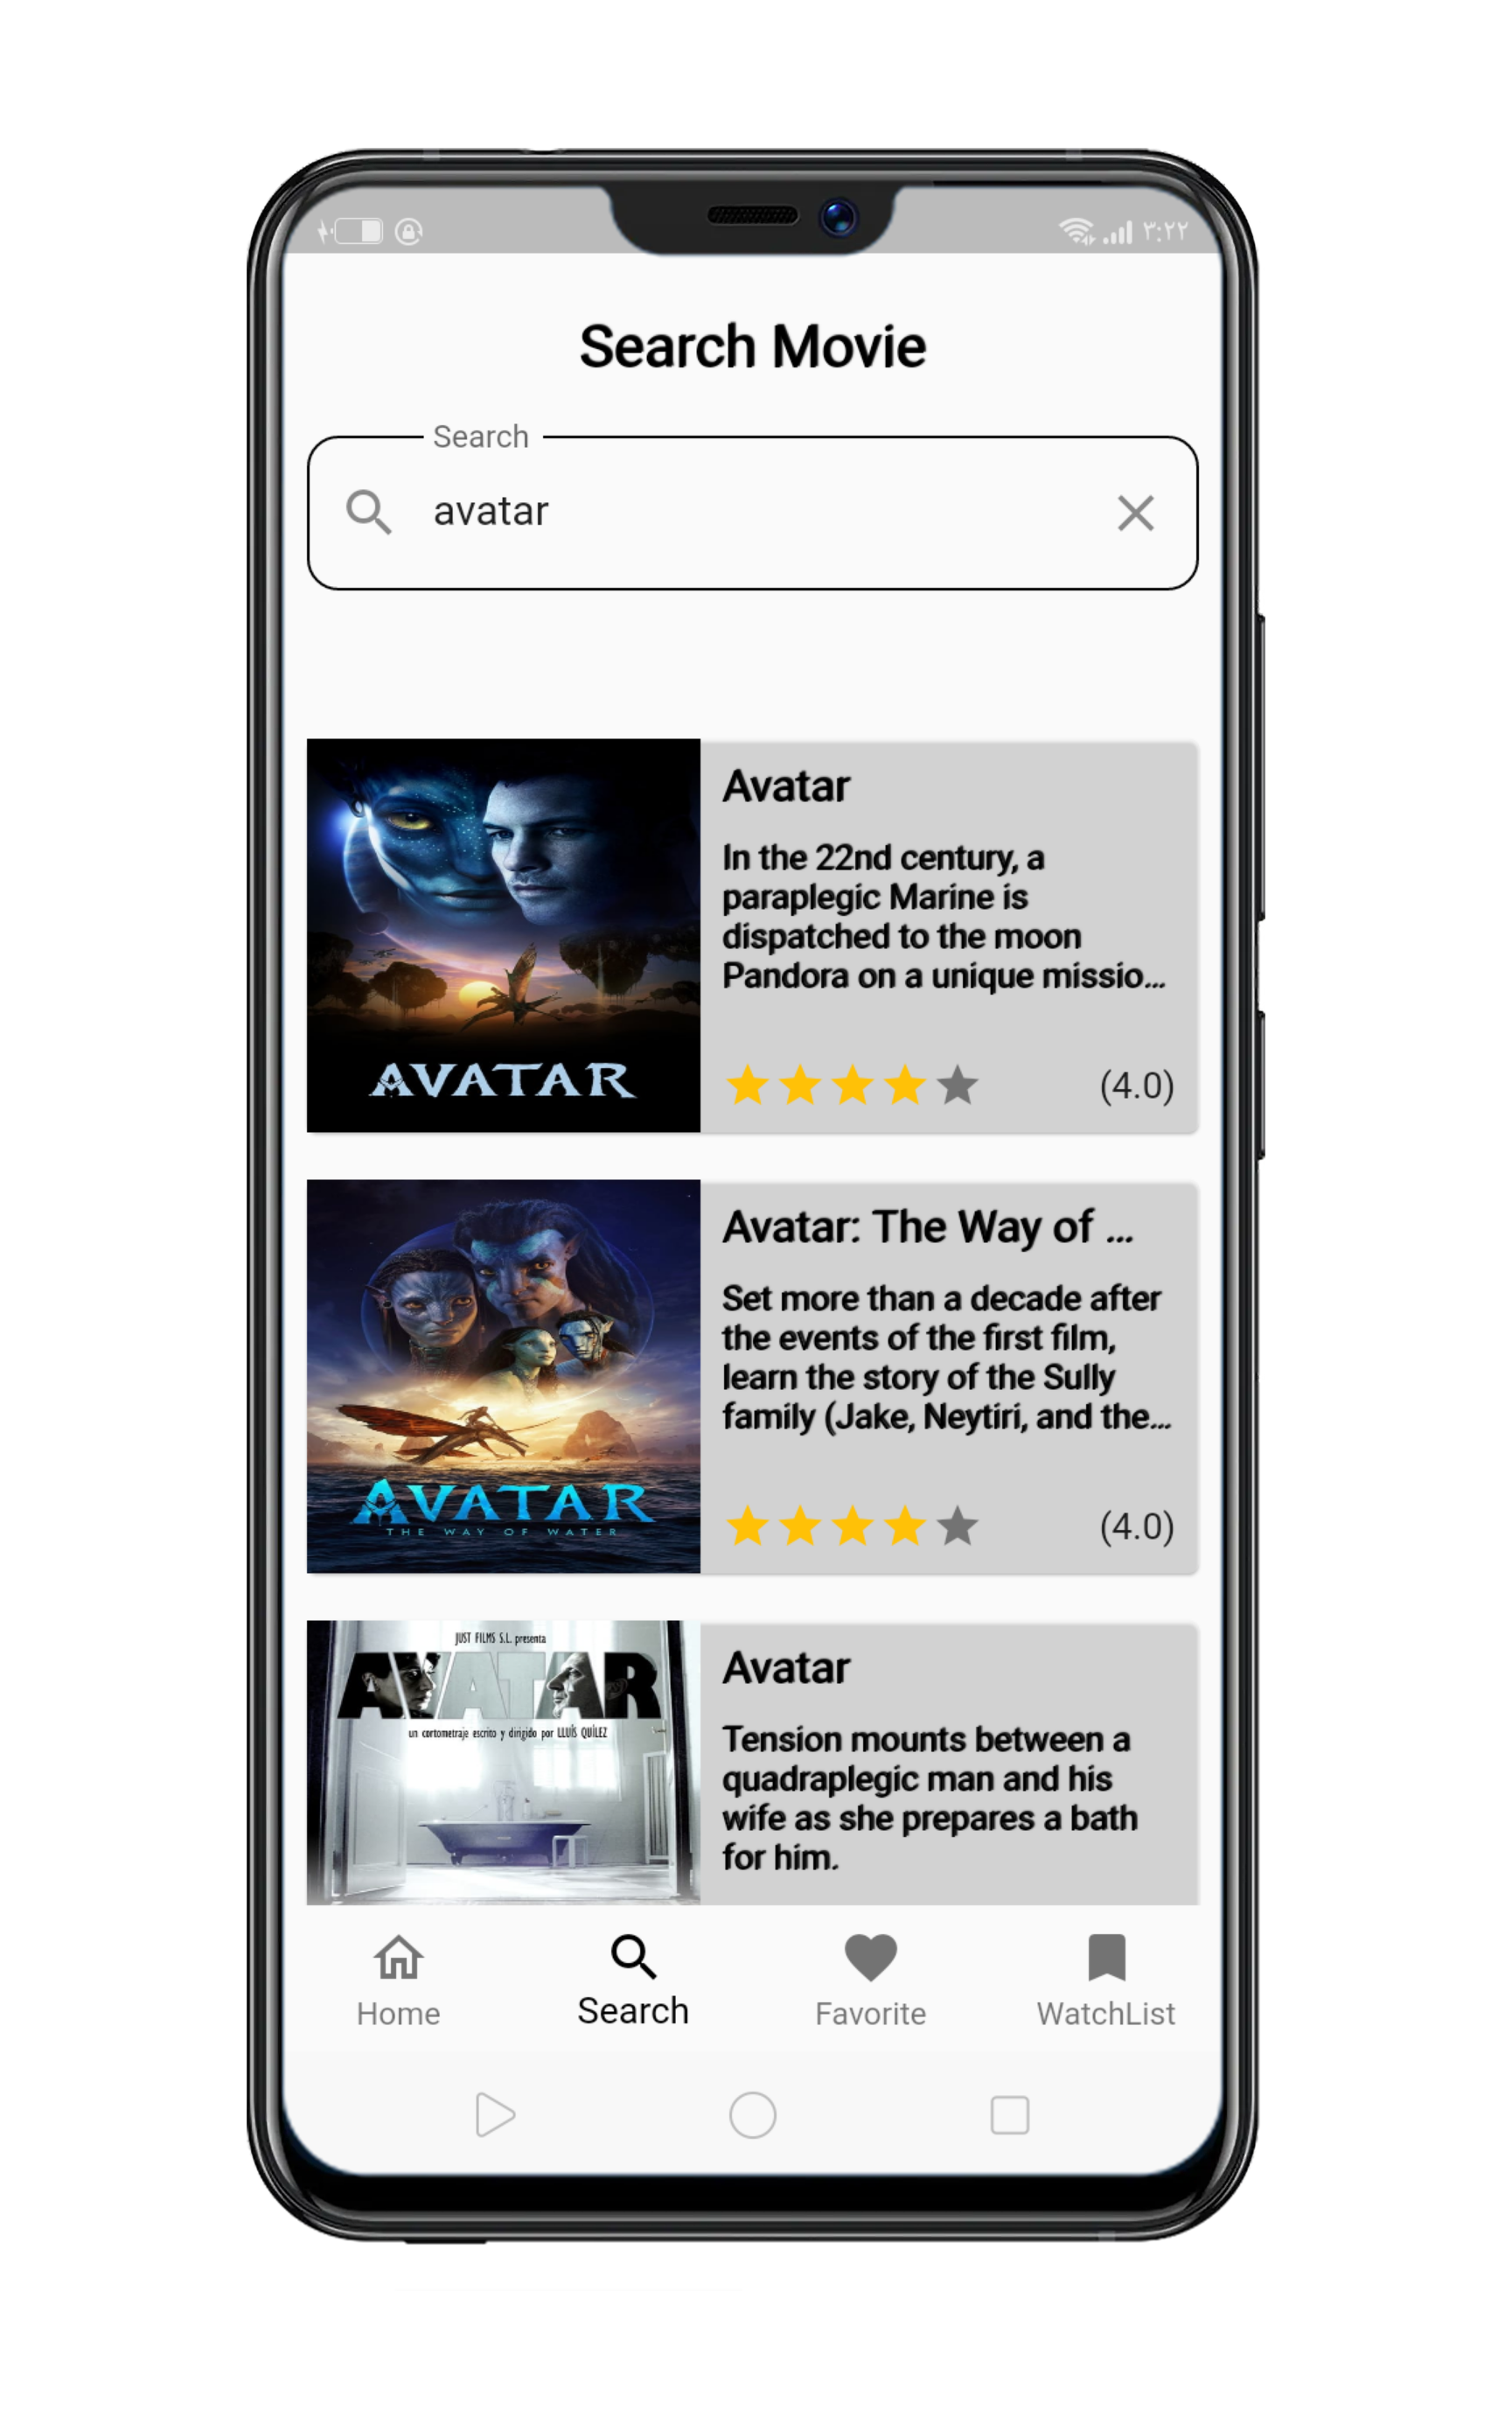 ٣:٢٢
Search Movie
Search
avatar
AVATAR
Avatar
In the 22nd century, a
paraplegic Marine is
dispatched to the moon
Pandora on a unique missio...
(4.0)
AVATAR
THE WAY OF WATER
Avatar: The Way of ...
Set more than a decade after
the events of the first film,
learn the story of the Sully
family (Jake, Neytiri, and the...
(4.0)
JUST FILMS S.L. presenta
AVATAR
un cortometraje escrito y dirigido por LLUÍS QUÍLEZ
Avatar
Tension mounts between a
quadraplegic man and his
wife as she prepares a bath
for him.
Home
Search
Favorite
WatchList